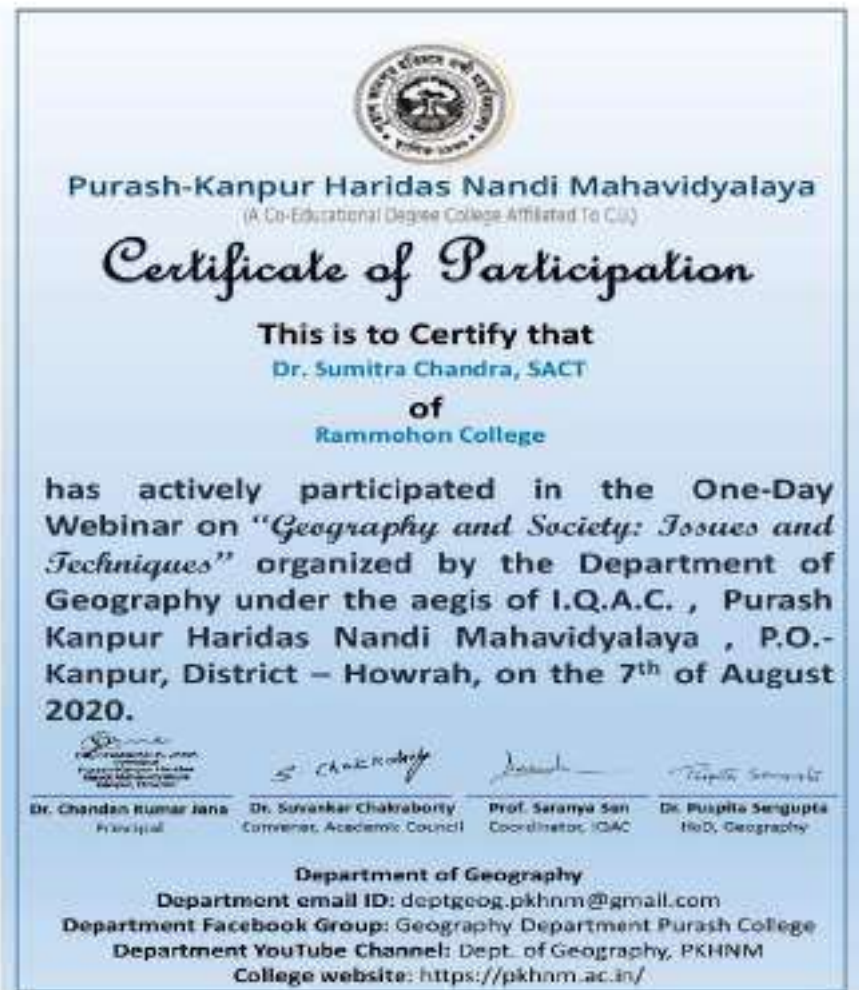 Purash-Kanpur Haridas Nandi Mahavidyalaya
(A Co-Educational Degree College Affiliated To C.U.)
Certificate of Participation
This is to Certify that
Dr. Sumitra Chandra, SACT
of
Rammohon College
has actively participated in the One-Day
Webinar on "Geography and Society: Issues and
Techniques" organized by the Department of
Geography under the aegis of I.Q.A.C. , Purash
Kanpur Haridas Nandi Mahavidyalaya , P.O.-
Kanpur, District – Howrah, on the 7th of August
2020.
S. Chakraborty
Dr. Chandan Kumar Jana Dr. Suvankar Chakraborty Prof. Saranya Sen Dr. Puspita Sengupta
Principal Convener, Academic Council Coordinator, IQAC HoD, Geography
Department of Geography
Department email ID: deptgeog.pkhnm@gmail.com
Department Facebook Group: Geography Department Purash College
Department YouTube Channel: Dept. of Geography, PKHNM
College website: https://pkhnm.ac.in/